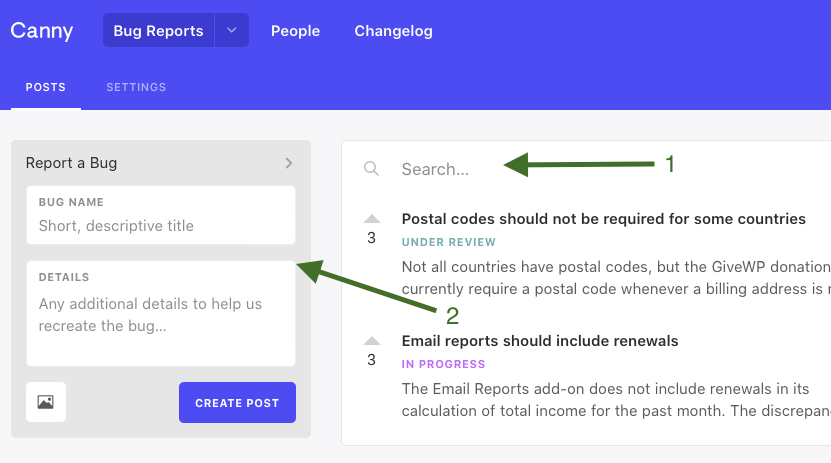 Canny
Bug Reports
People
Changelog
POSTS
SETTINGS
Report a Bug
BUG NAME
Short, descriptive title
DETAILS
Any additional details to help us
recreate the bug...
CREATE POST
Search...
1
2
3
Postal codes should not be required for some countries
UNDER REVIEW
Not all countries have postal codes, but the GiveWP donation
currently require a postal code whenever a billing address is
3
Email reports should include renewals
IN PROGRESS
The Email Reports add-on does not include renewals in its
calculation of total income for the past month. The